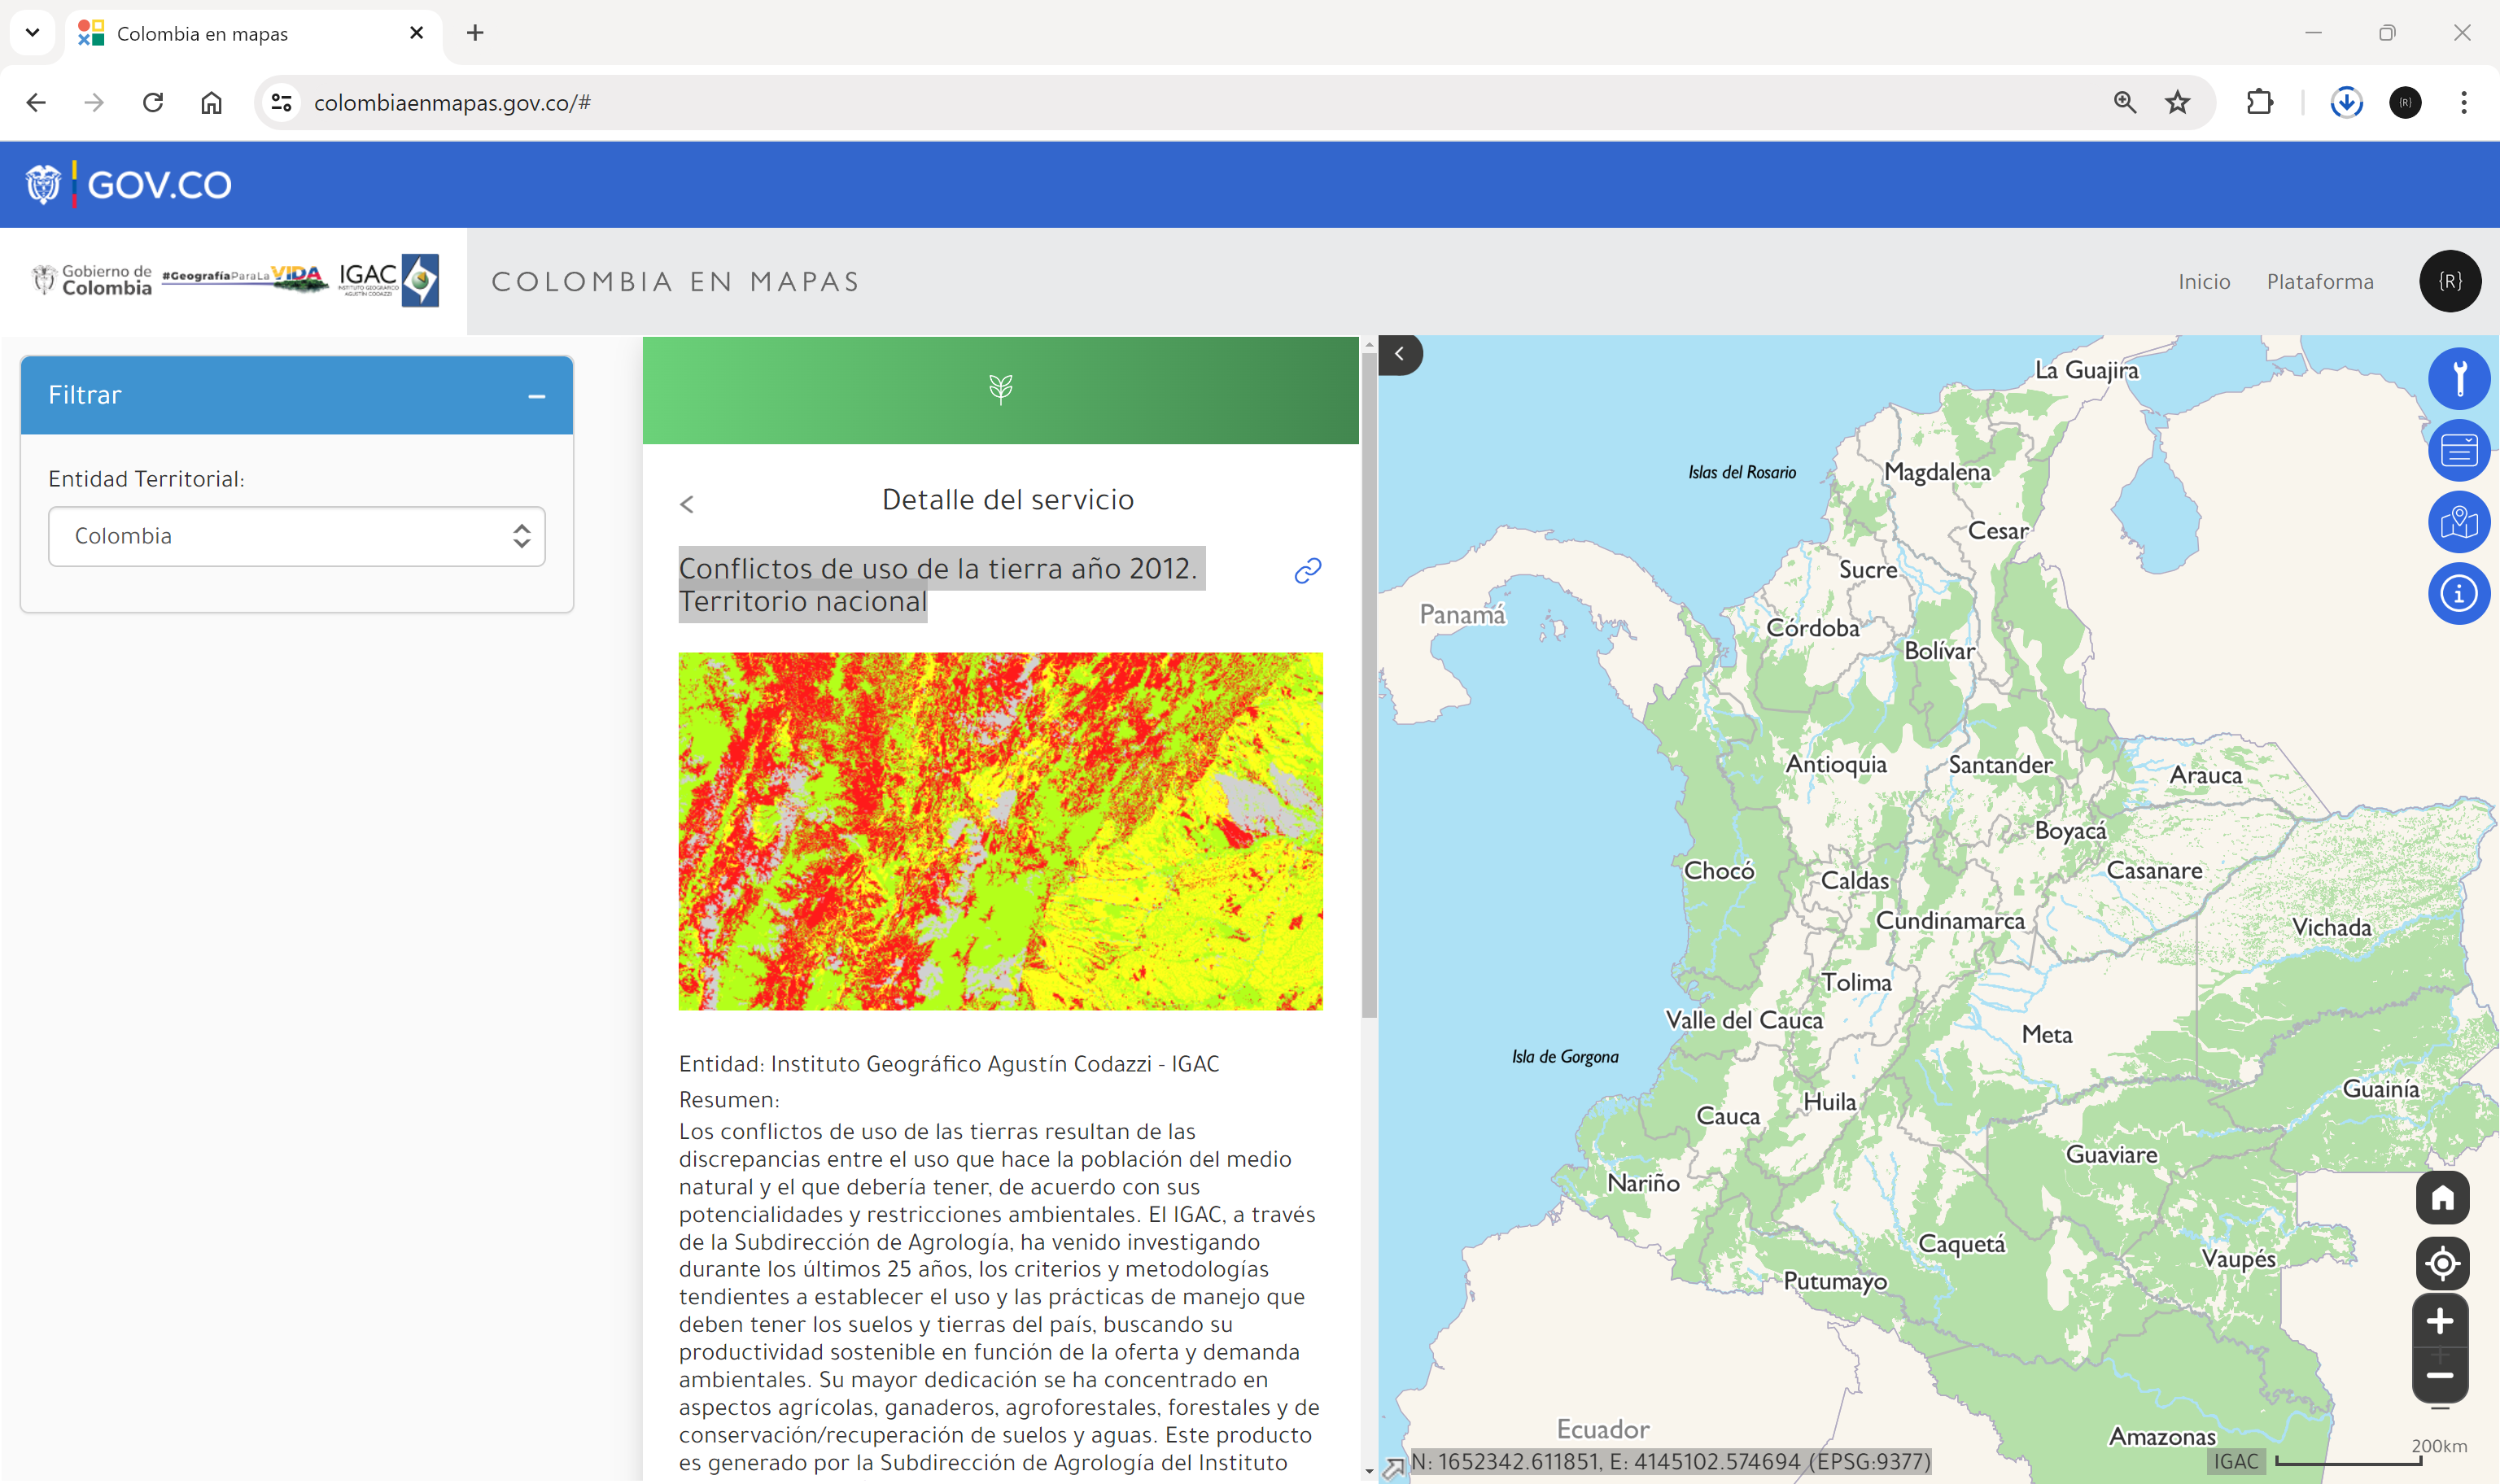 Colombia en mapas
colombiaenmapas.gov.co/#
{R}
GOV.CO
Gobierno de
Colombia
#GeografíaParaLa
VIDA
IGAC
INSTITUTO GEOGRÁFICO
AGUSTÍN CODAZZI
COLOMBIA EN MAPAS
Inicio
Plataforma
{R}
Filtrar
Entidad Territorial:
Colombia
Detalle del servicio
Conflictos de uso de la tierra año 2012.
Territorio nacional
Entidad: Instituto Geográfico Agustín Codazzi - IGAC
Resumen:
Los conflictos de uso de las tierras resultan de las
discrepancias entre el uso que hace la población del medio
natural y el que debería tener, de acuerdo con sus
potencialidades y restricciones ambientales. El IGAC, a través
de la Subdirección de Agrología, ha venido investigando
durante los últimos 25 años, los criterios y metodologías
tendientes a establecer el uso y las prácticas de manejo que
deben tener los suelos y tierras del país, buscando su
productividad sostenible en función de la oferta y demanda
ambientales. Su mayor dedicación se ha concentrado en
aspectos agrícolas, ganaderos, agroforestales, forestales y de
conservación/recuperación de suelos y aguas. Este producto
es generado por la Subdirección de Agrología del Instituto
La Guajira
Islas del Rosario
Magdalena
Cesar
Sucre
Panamá
Córdoba
Bolívar
Antioquia
Santander
Arauca
Boyacá
Chocó
Caldas
Casanare
Cundinamarca
Vichada
Tolima
Valle del Cauca
Meta
Isla de Gorgona
Guainía
Huila
Cauca
Guaviare
Nariño
Caquetá
Vaupés
Putumayo
Ecuador
Amazonas
200km
N: 1652342.611851, E: 4145102.574694 (EPSG:9377)
IGAC